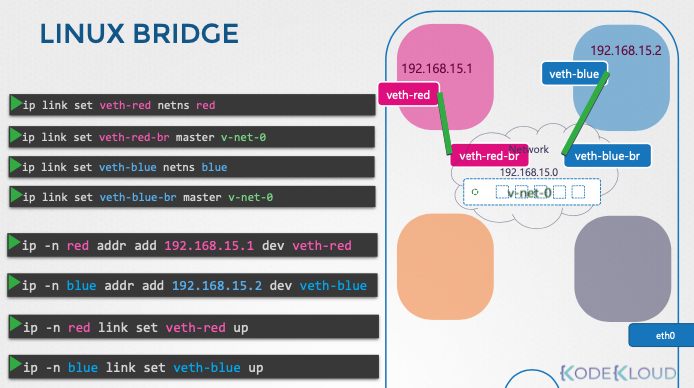 LINUX BRIDGE
ip link set veth-red netns red
ip link set veth-red-br master v-net-0
ip link set veth-blue netns blue
ip link set veth-blue-br master v-net-0
ip -n red addr add 192.168.15.1 dev veth-red
ip -n blue addr add 192.168.15.2 dev veth-blue
ip -n red link set veth-red up
ip -n blue link set veth-blue up
192.168.15.1
192.168.15.2
veth-red
veth-blue
Network
veth-red-br
veth-blue-br
192.168.15.0
v-net-0
eth0
KODEKLOUD